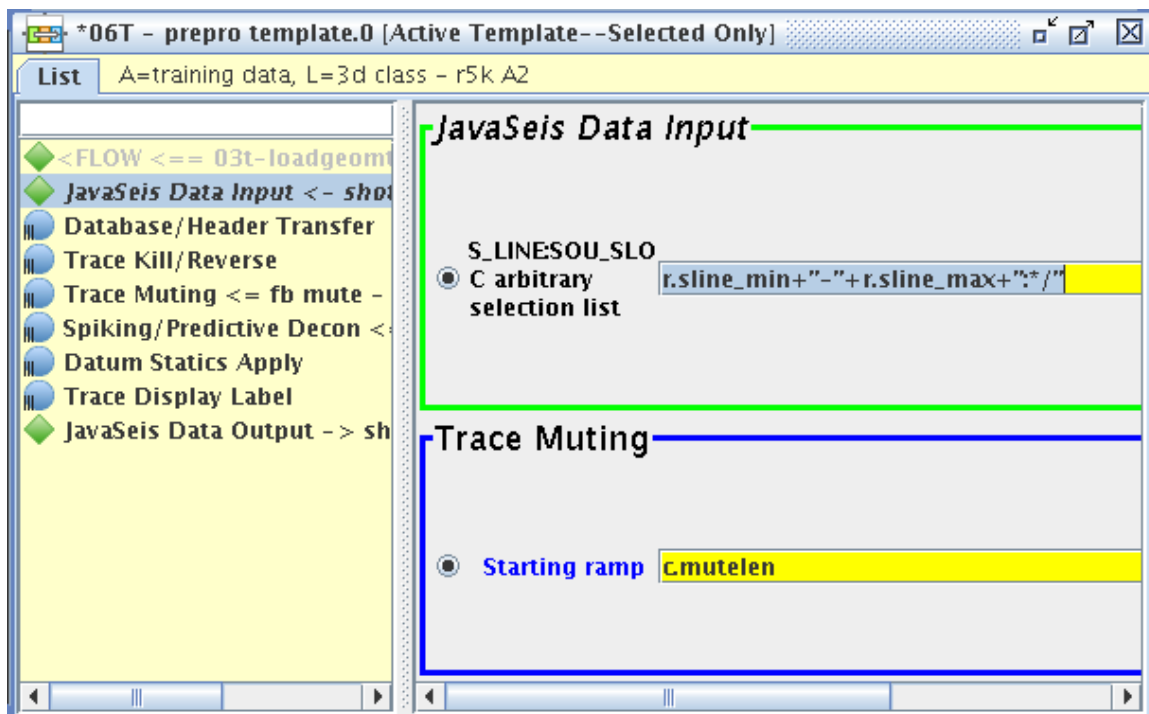 *06T - prepro template.0 [Active Template--Selected Only]
List A=training data, L=3d class - r5k A2
<FLOW <== 03t-loadgeomt
JavaSeis Data Input <- shot
Database/Header Transfer
Trace Kill/Reverse
Trace Muting <= fb mute -
Spiking/Predictive Decon <=
Datum Statics Apply
Trace Display Label
JavaSeis Data Output -> sh
JavaSeis Data Input
S_LINE:SOU_SLO
C arbitrary
selection list
r.sline_min+"-"+r.sline_max+":*/"
Trace Muting
Starting ramp c.mutelen